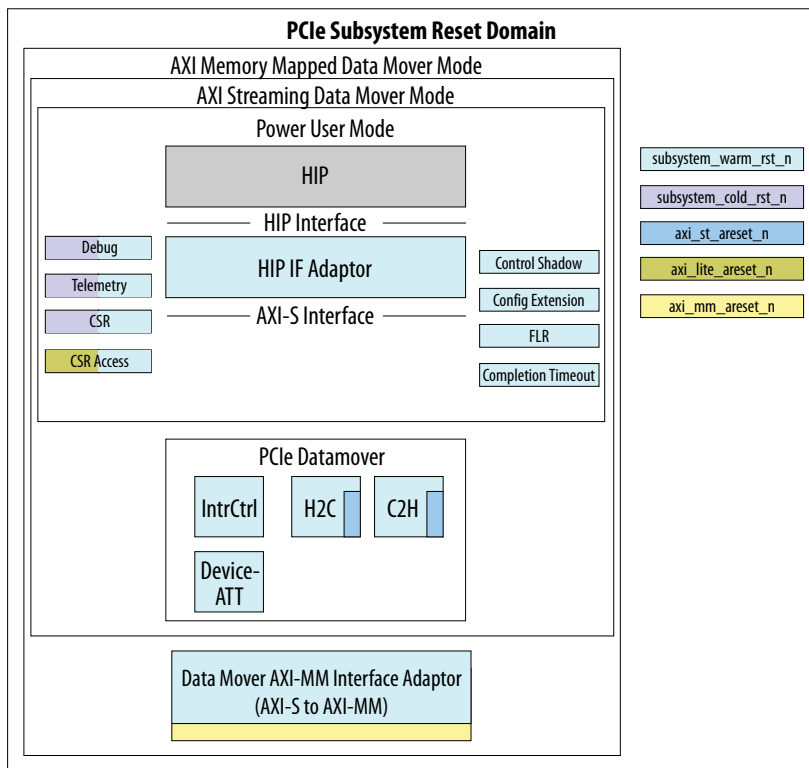 PCIe Subsystem Reset Domain
AXI Memory Mapped Data Mover Mode
AXI Streaming Data Mover Mode
Power User Mode
HIP
HIP Interface
HIP IF Adaptor
AXI-S Interface
Debug
Telemetry
CSR
CSR Access
Control Shadow
Config Extension
FLR
Completion Timeout
PCIe Datamover
IntrCtrl
H2C
C2H
Device-
ATT
Data Mover AXI-MM Interface Adaptor
(AXI-S to AXI-MM)
subsystem_warm_rst_n
subsystem_cold_rst_n
axi_st_areset_n
axi_lite_areset_n
axi_mm_areset_n